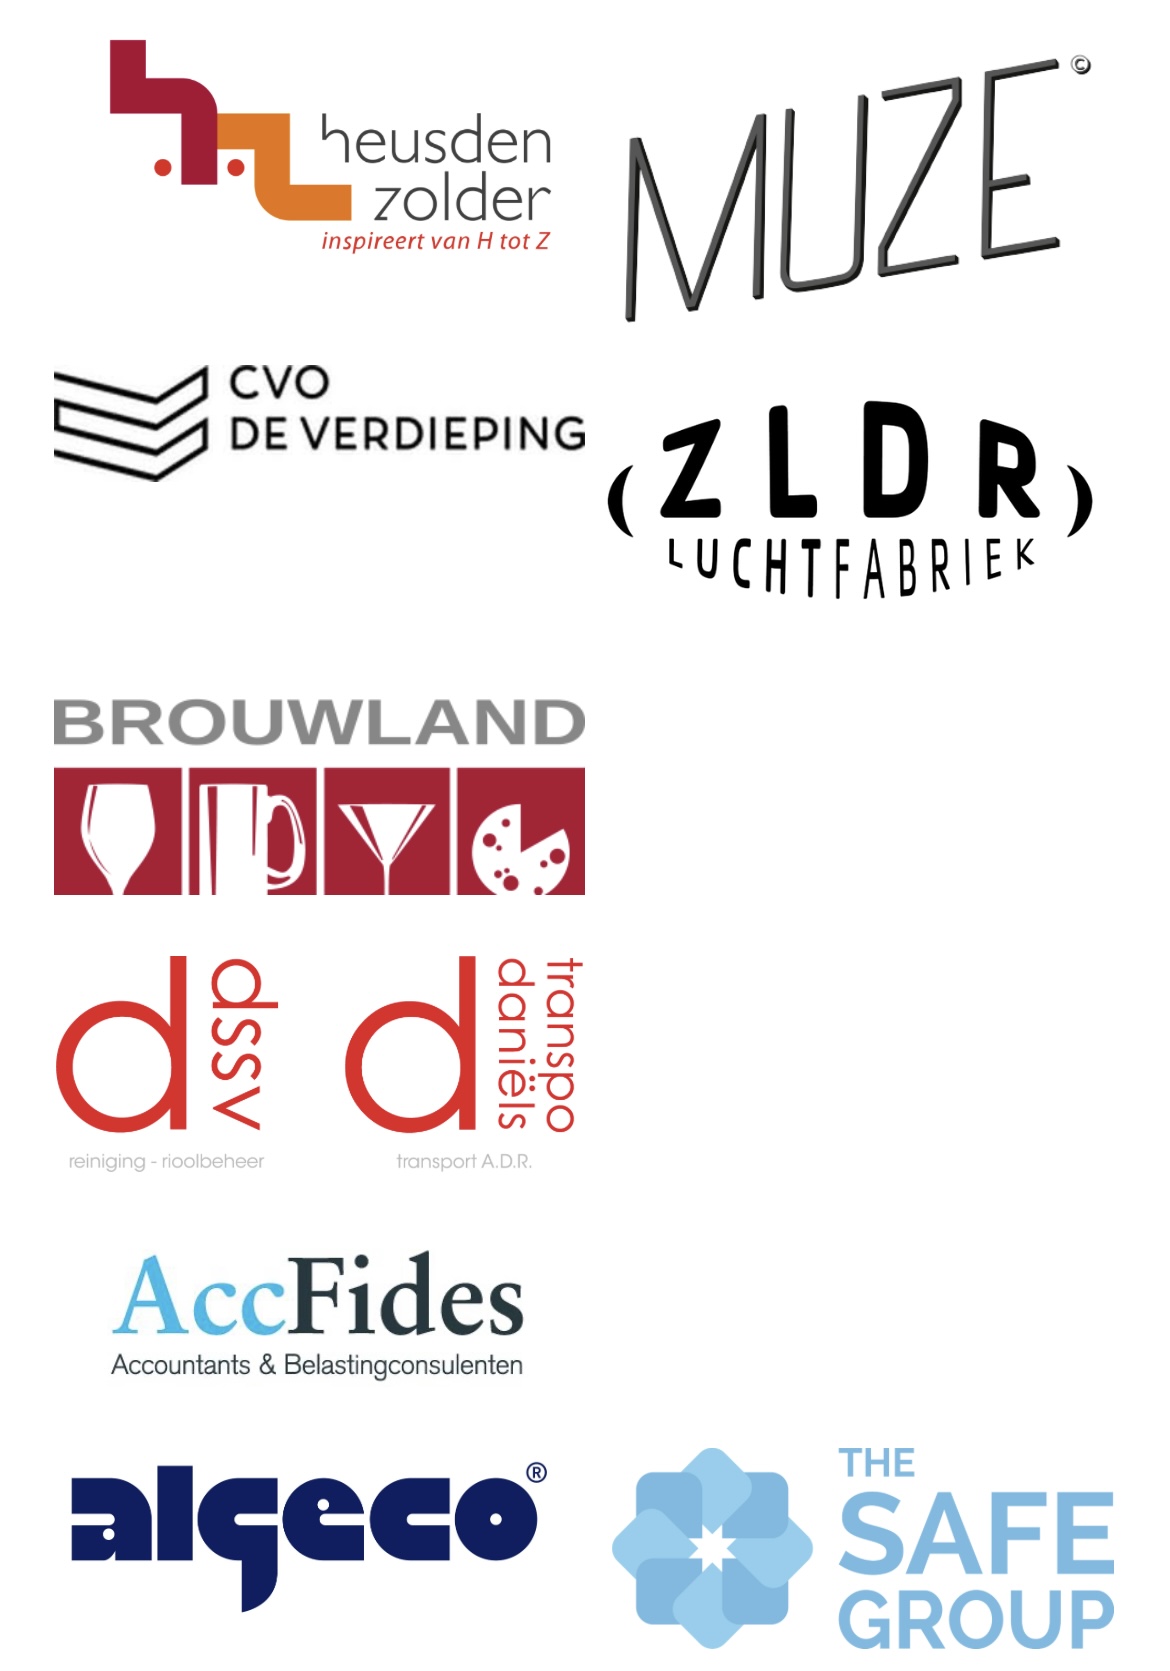 heusden
zolder
inspireert van H tot Z
MUZE ©
CVO
DE VERDIEPING
(ZLDR)
LUCHTFABRIEK
BROUWLAND
d dssv
reiniging - rioolbeheer
d daniëls transpo
transport A.D.R.
AccFides
Accountants & Belastingconsulenten
algeco®
THE
SAFE
GROUP